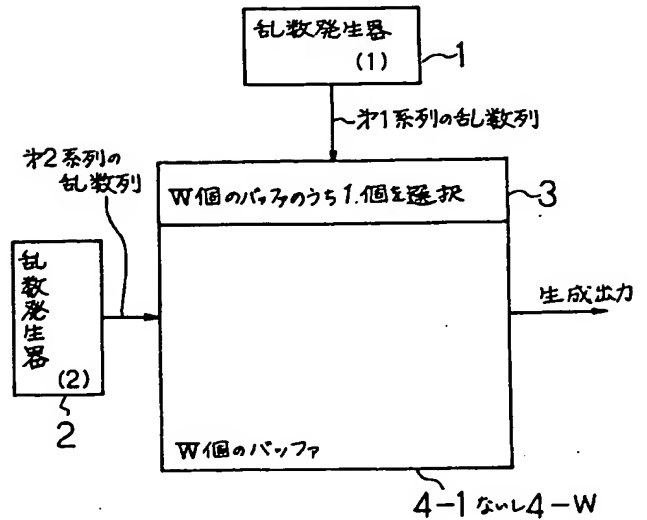 乱数発生器
(1)
1
才1系列の乱数列
才2系列の
乱数列
W個のバッファのうち1個を選択
3
乱数発生器
(2)
2
生成出力
W個のバッファ
4-1ないし4-W